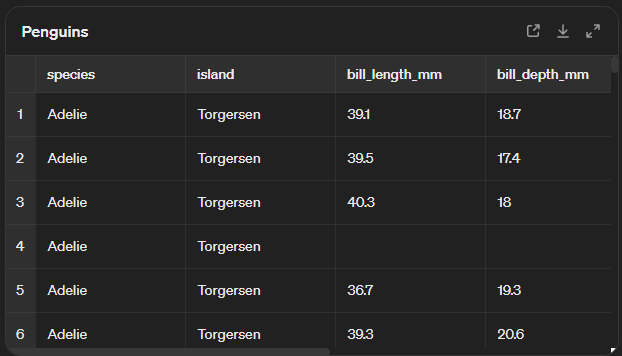 Penguins
species island bill_length_mm bill_depth_mm
1 Adelie Torgersen 39.1 18.7
2 Adelie Torgersen 39.5 17.4
3 Adelie Torgersen 40.3 18
4 Adelie Torgersen
5 Adelie Torgersen 36.7 19.3
6 Adelie Torgersen 39.3 20.6